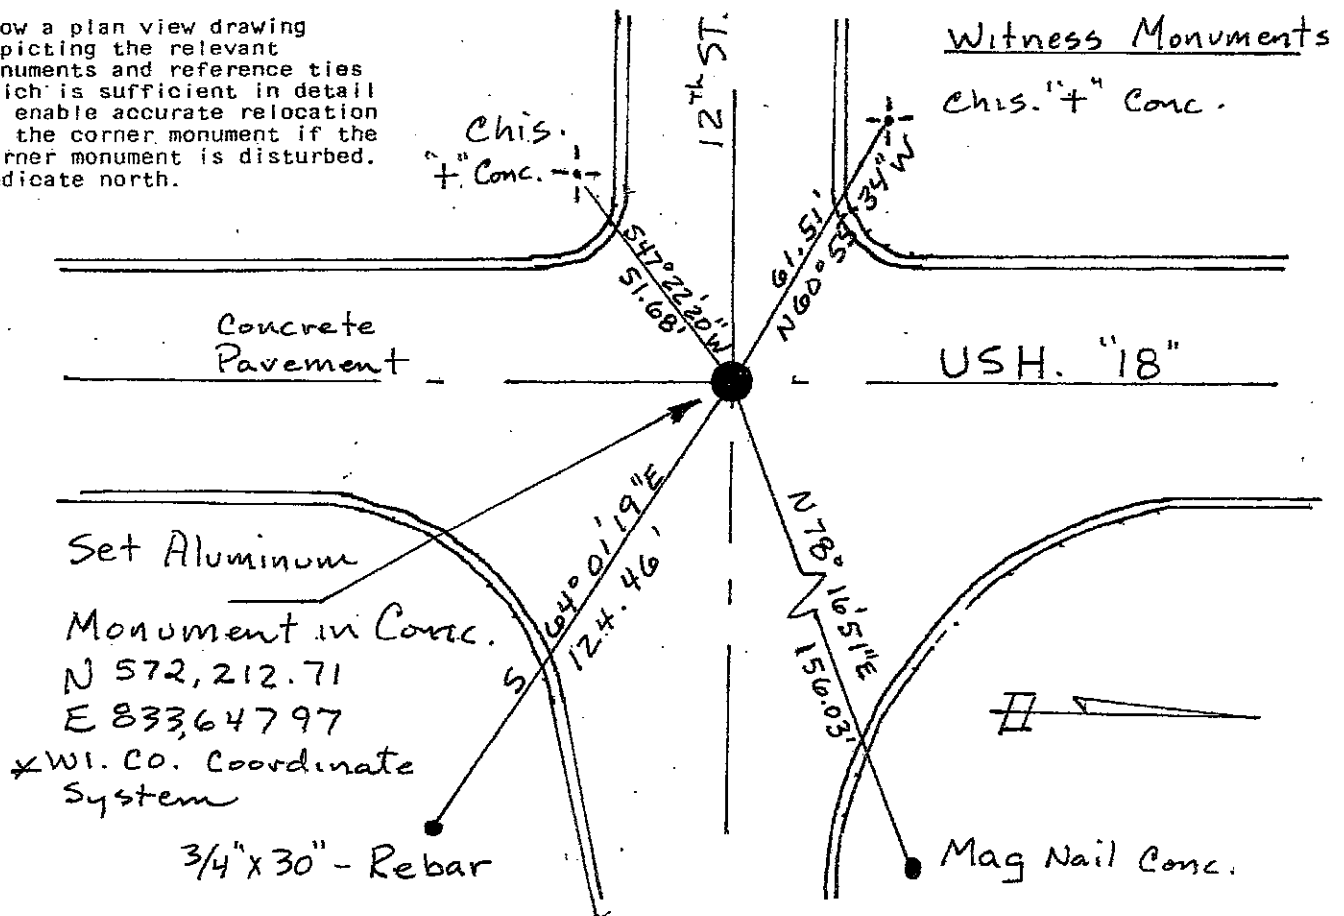 ow a plan view drawing
picting the relevant
numents and reference ties
ich is sufficient in detail
enable accurate relocation
the corner monument if the
rner monument is disturbed.
dicate north.
12th ST.
Witness Monuments
Chis. "+" Conc.
Chis.
"+" Conc.
S47°22'20"W
51.68'
61.51'
N60°55'34"W
Concrete
Pavement
USH. "18"
Set Aluminum
Monument in Conc.
N 572,212.71
E 833,647 97
*WI. CO. Coordinate
System
S 64°01'19"E
124.46'
N78°16'51"E
156.03'
3/4" X 30" - Rebar
Mag Nail Conc.